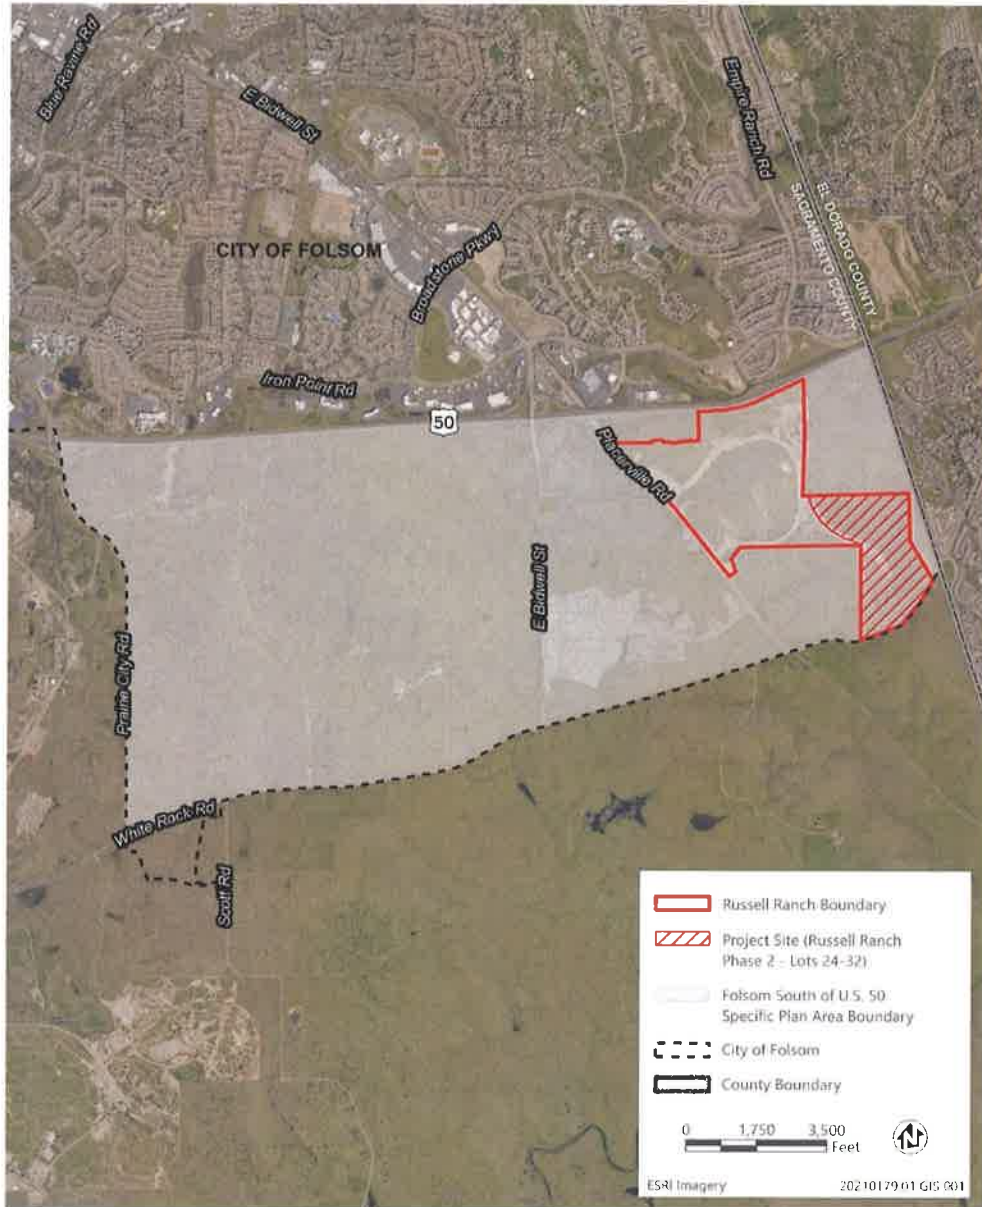 Blue Ravine Rd
E Bidwell St
Empire Ranch Rd
EL DORADO COUNTY
SACRAMENTO COUNTY
CITY OF FOLSOM
Broadstone Pkwy
Iron Point Rd
50
Placerville Rd
E Bidwell St
Prairie City Rd
White Rock Rd
Scott Rd
Russell Ranch Boundary
Project Site (Russell Ranch
Phase 2 - Lots 24-32)
Folsom South of U.S. 50
Specific Plan Area Boundary
City of Folsom
County Boundary
0 1,750 3,500
Feet
N
ESRI Imagery
20210179.01 GIS 001